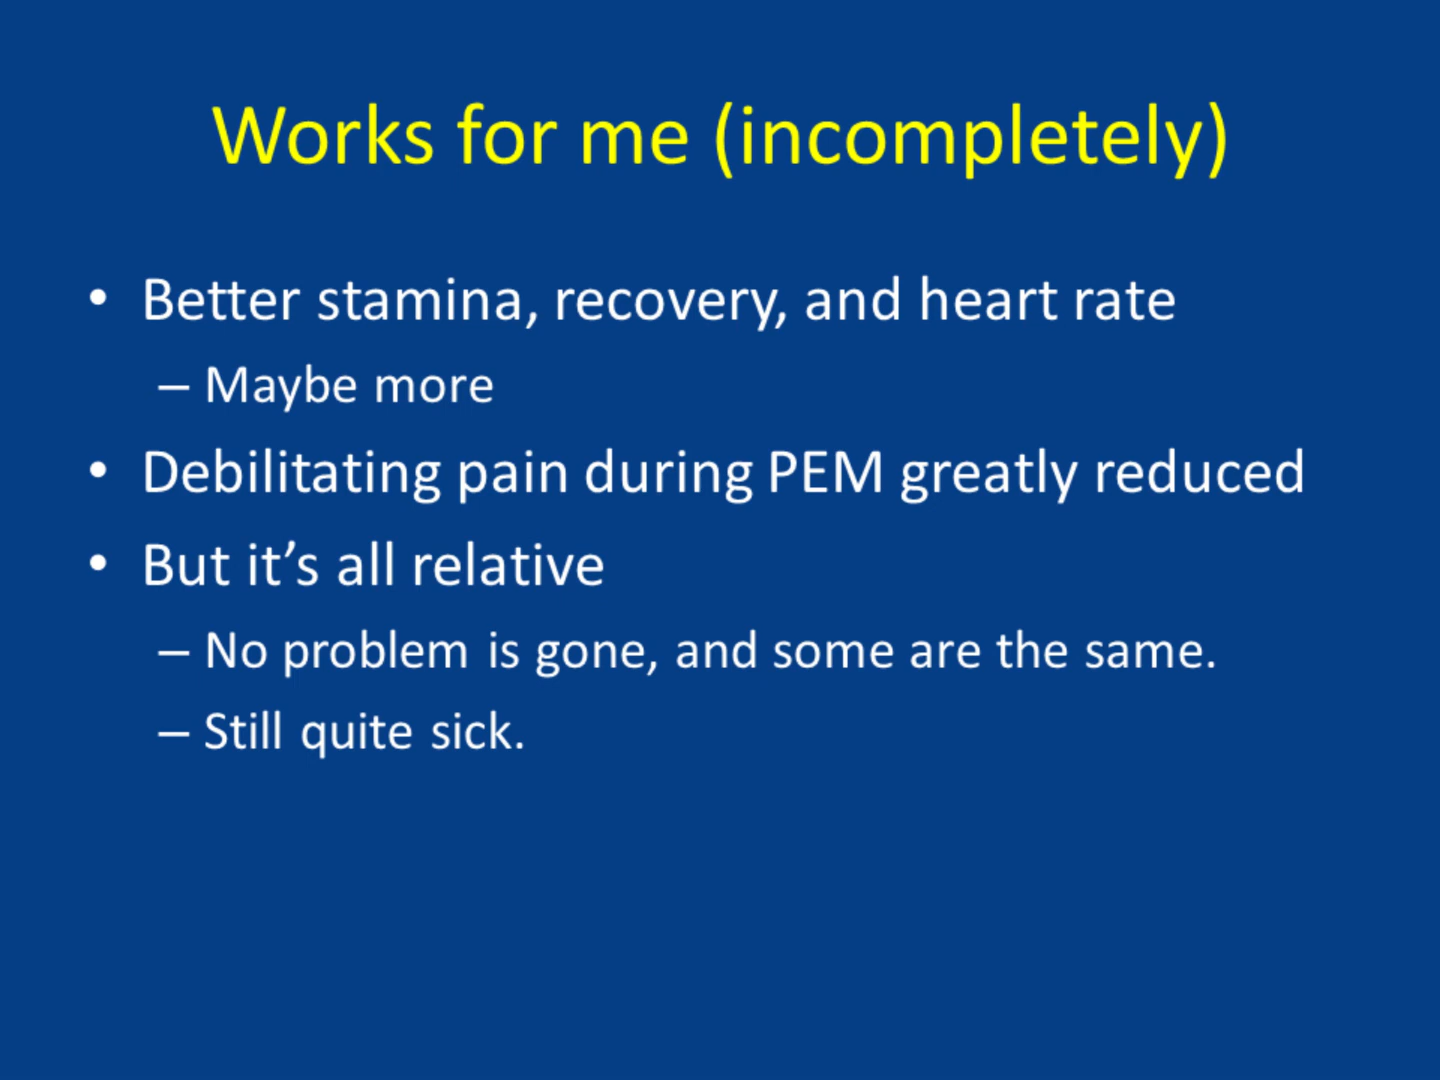 Works for me (incompletely)
• Better stamina, recovery, and heart rate
– Maybe more
• Debilitating pain during PEM greatly reduced
• But it’s all relative
– No problem is gone, and some are the same.
– Still quite sick.